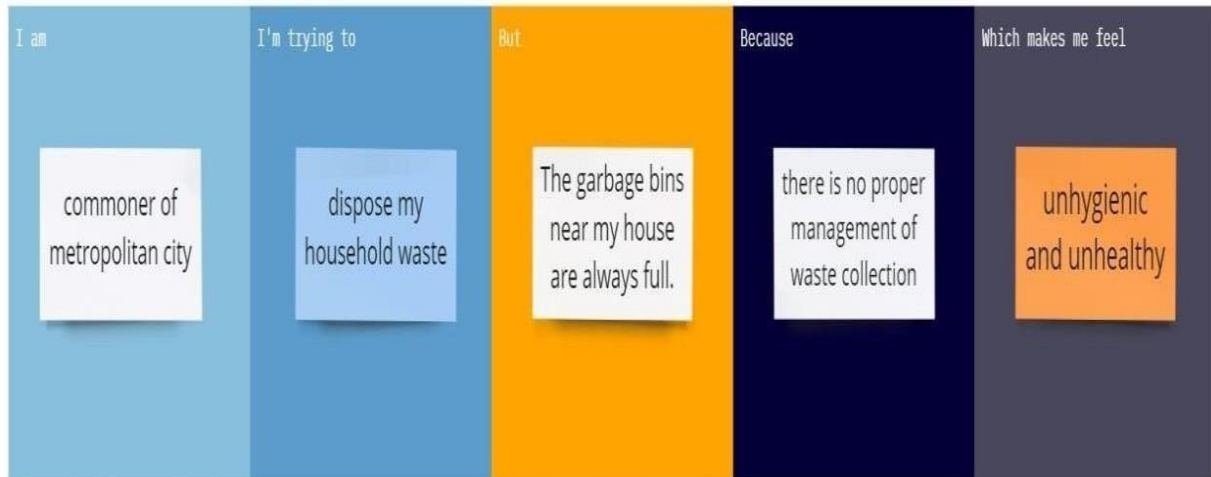 I am
commoner of
metropolitan city
I'm trying to
dispose my
household waste
But
The garbage bins
near my house
are always full.
Because
there is no proper
management of
waste collection
Which makes me feel
unhygienic
and unhealthy